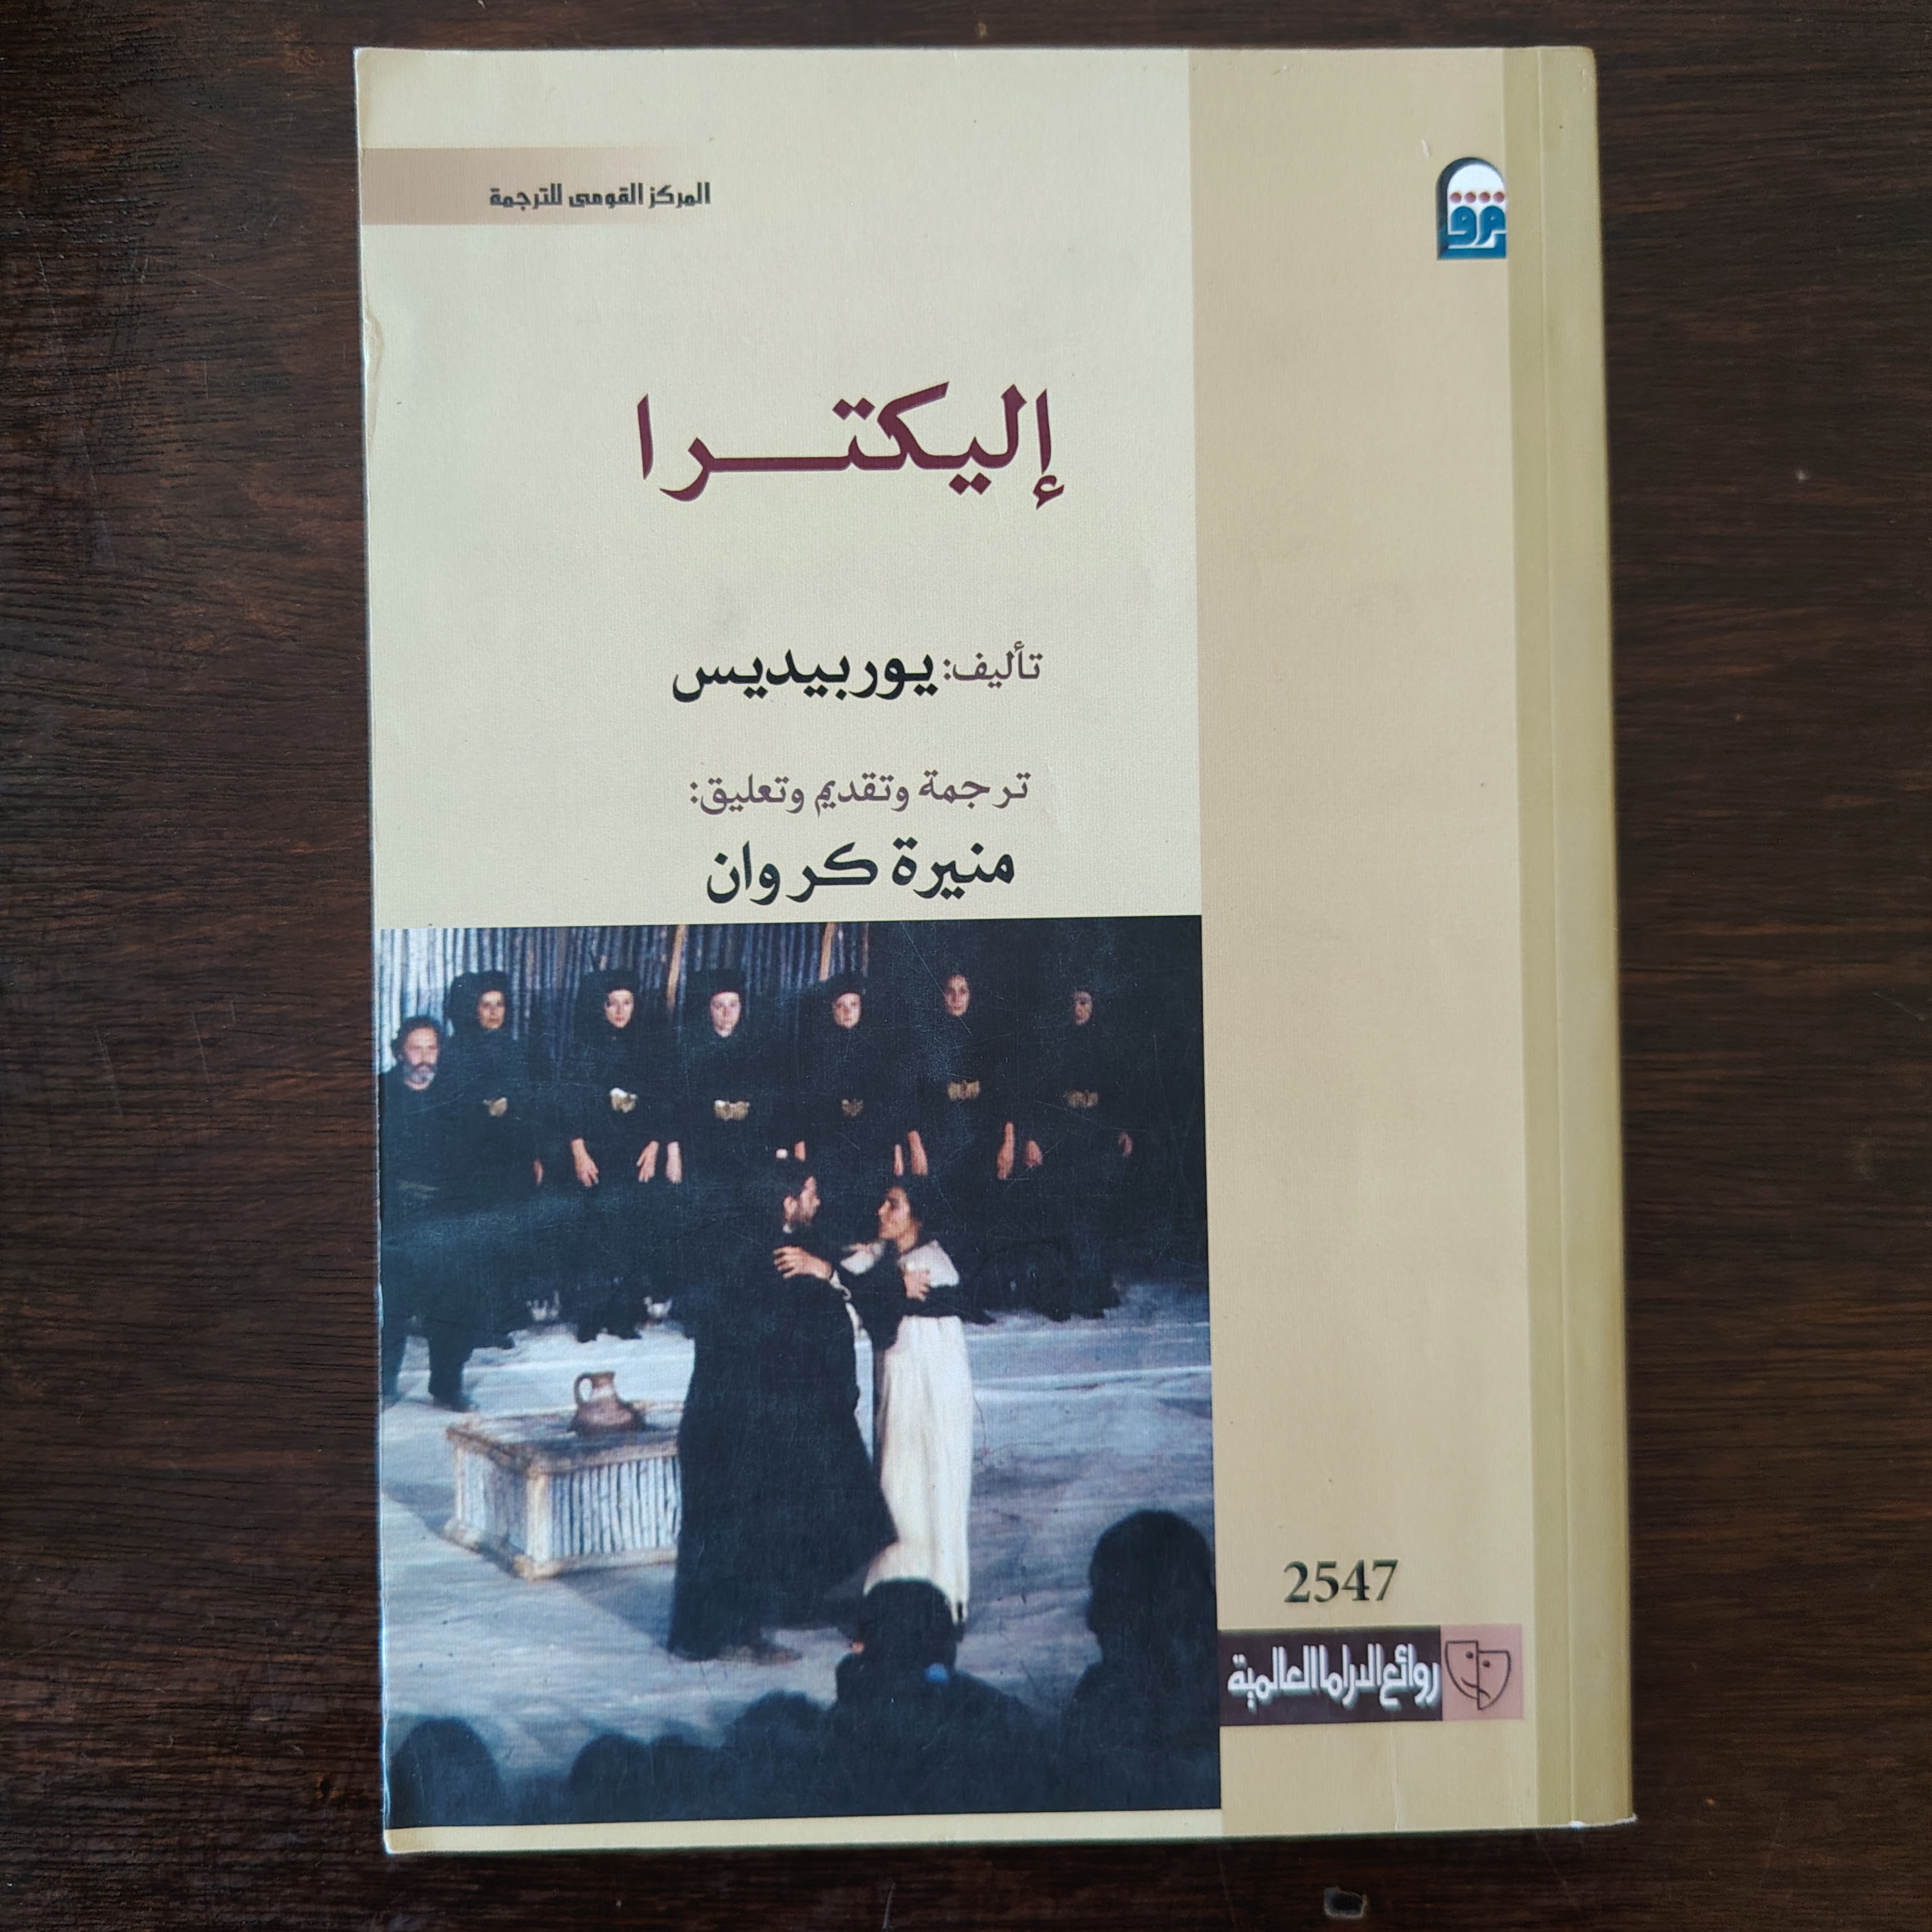 المركز القومى للترجمة
إليكترا
تأليف: يوربيديس
ترجمة وتقديم وتعليق:
منيرة كروان
2547
روائع الدراما العالمية